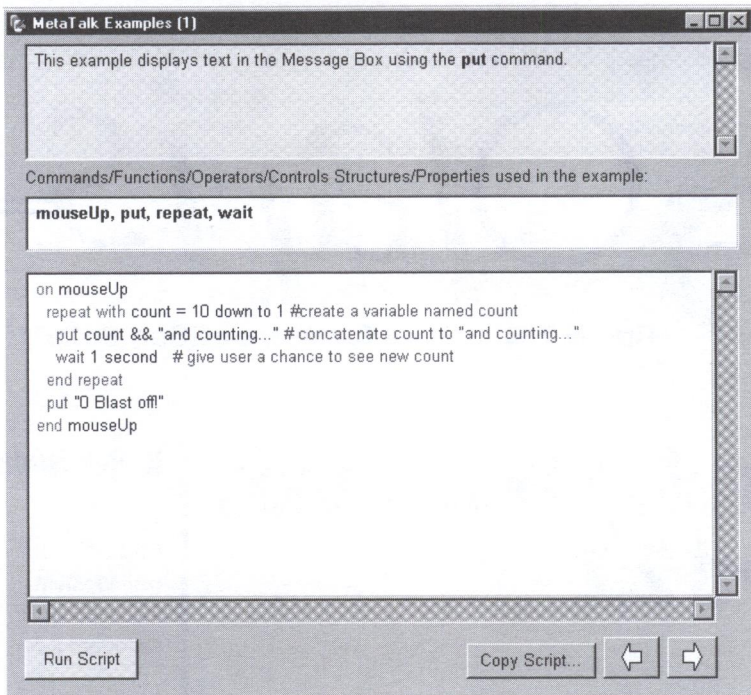 MetaTalk Examples (1)
This example displays text in the Message Box using the put command.
Commands/Functions/Operators/Controls Structures/Properties used in the example:
mouseUp, put, repeat, wait
on mouseUp
repeat with count = 10 down to 1 #create a variable named count
put count && "and counting..." # concatenate count to "and counting..."
wait 1 second # give user a chance to see new count
end repeat
put "0 Blast off!"
end mouseUp
Run Script
Copy Script...